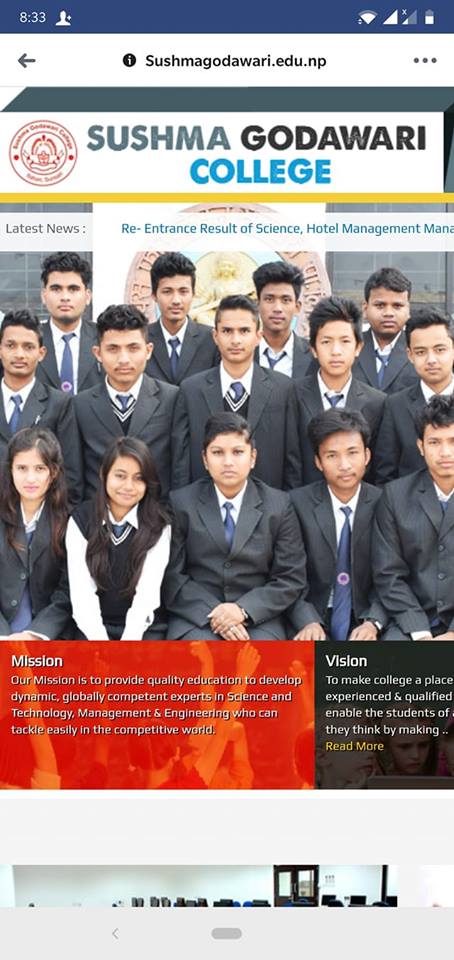 8:33
Sushmagodawari.edu.np
SUSHMA GODAWARI
COLLEGE
Latest News :
Re- Entrance Result of Science, Hotel Management Mana
Mission
Our Mission is to provide quality education to develop
dynamic, globally competent experts in Science and
Technology, Management & Engineering who can
tackle easily in the competitive world.
Vision
To make college a place
experienced & qualified
enable the students of a
they think by making ..
Read More